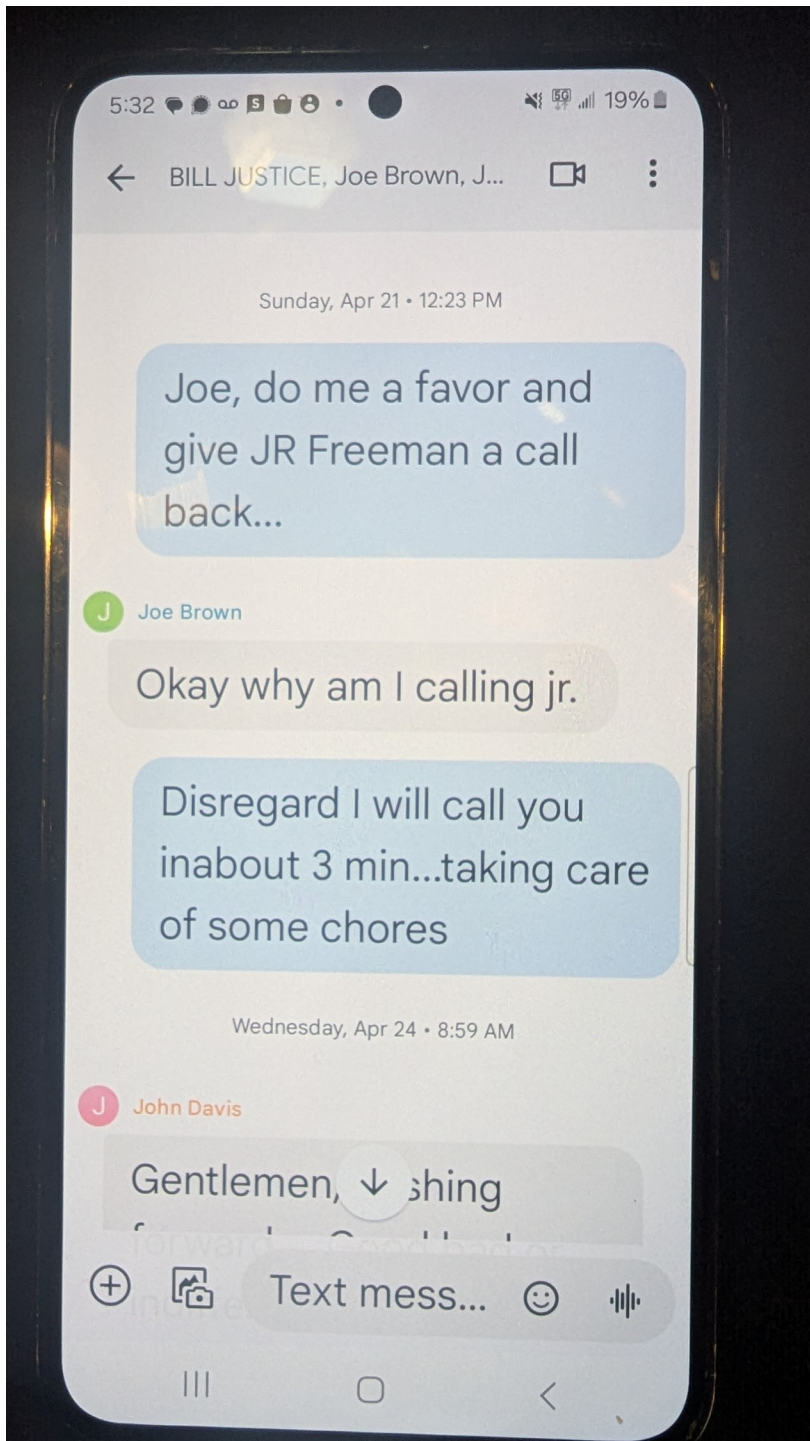 5:32 19%
BILL JUSTICE, Joe Brown, J...
Sunday, Apr 21 • 12:23 PM
Joe, do me a favor and
give JR Freeman a call
back...
J Joe Brown
Okay why am I calling jr.
Disregard I will call you
inabout 3 min...taking care
of some chores
Wednesday, Apr 24 • 8:59 AM
J John Davis
Gentlemen,
Text mess...